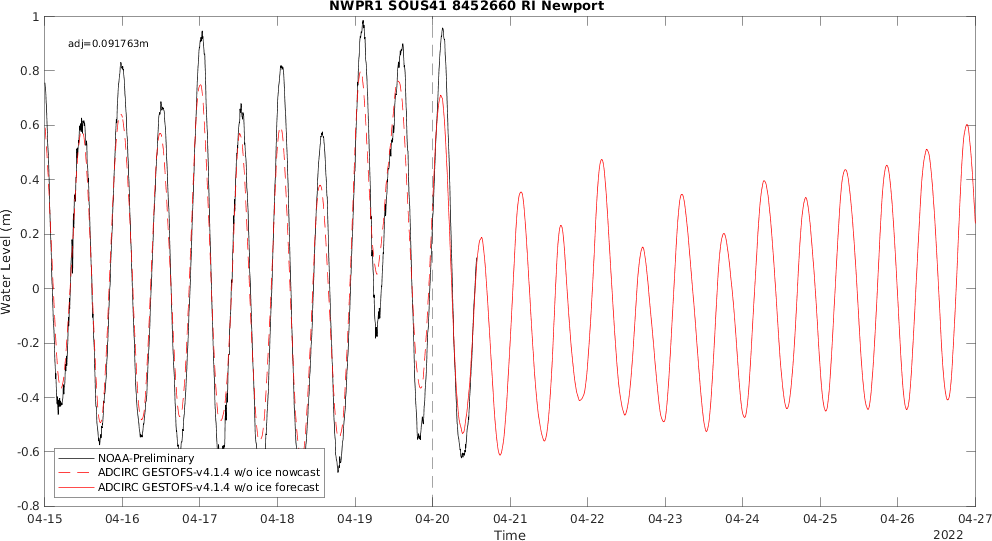 NWPR1 SOUS41 8452660 RI Newport
adj=0.091763m
1
0.8
0.6
0.4
0.2
0
-0.2
-0.4
-0.6
-0.8
Water Level (m)
NOAA-Preliminary
ADCIRC GESTOFS-v4.1.4 w/o ice nowcast
ADCIRC GESTOFS-v4.1.4 w/o ice forecast
04-15 04-16 04-17 04-18 04-19 04-20 04-21 04-22 04-23 04-24 04-25 04-26 04-27
Time
2022